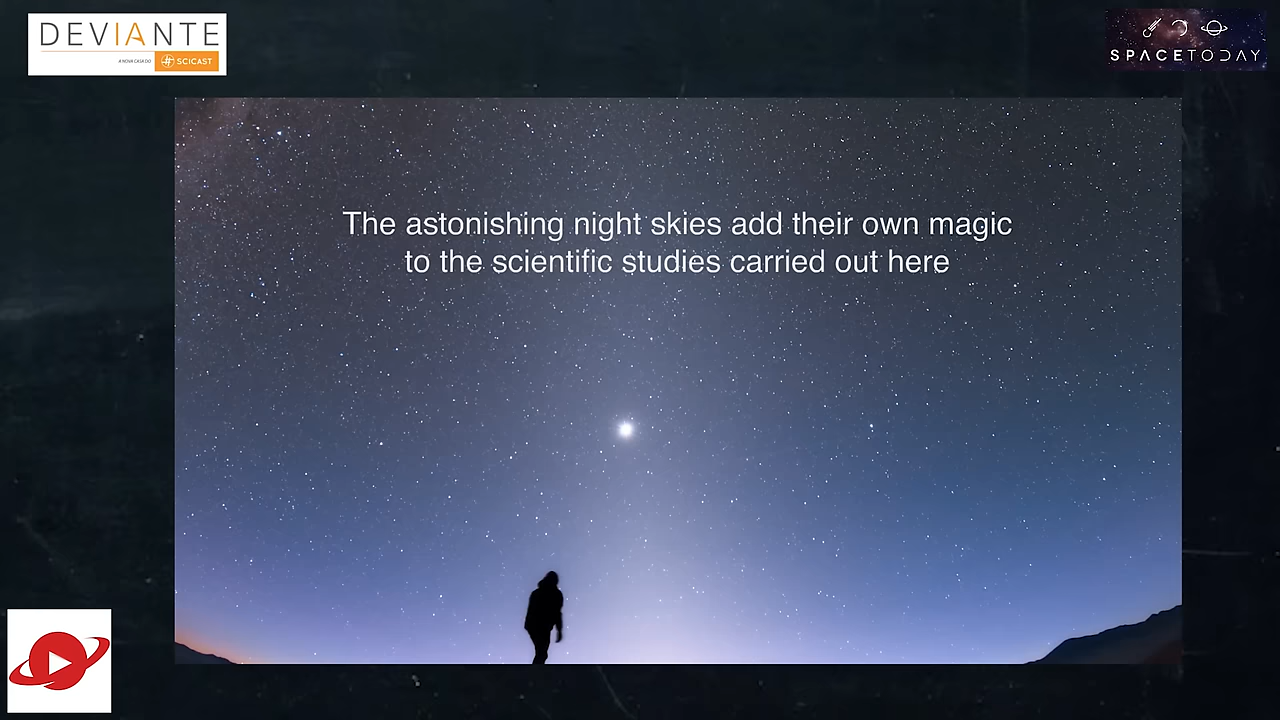 DEVIANTE
A NOVA CASA DO SCICAST
SPACETODAY
The astonishing night skies add their own magic
to the scientific studies carried out here